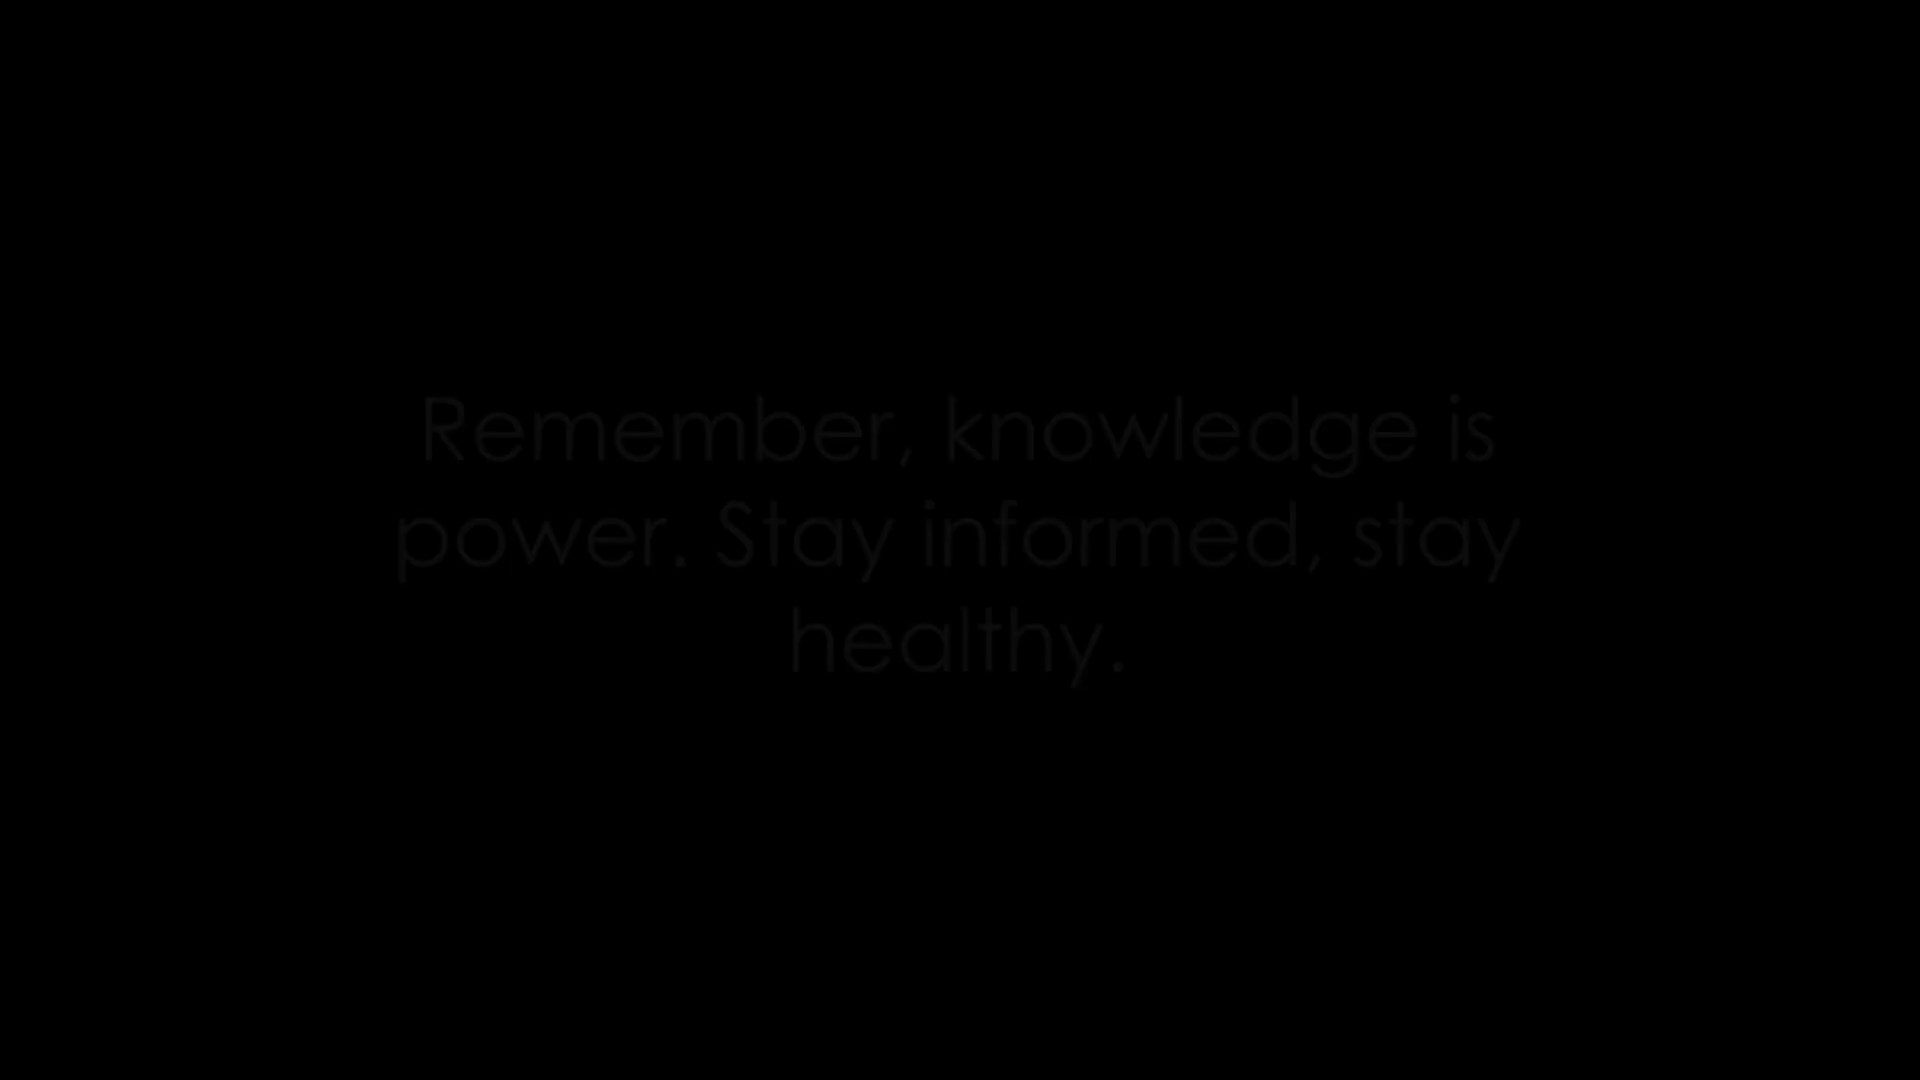 Remember, knowledge is
power. Stay informed, stay
healthy.